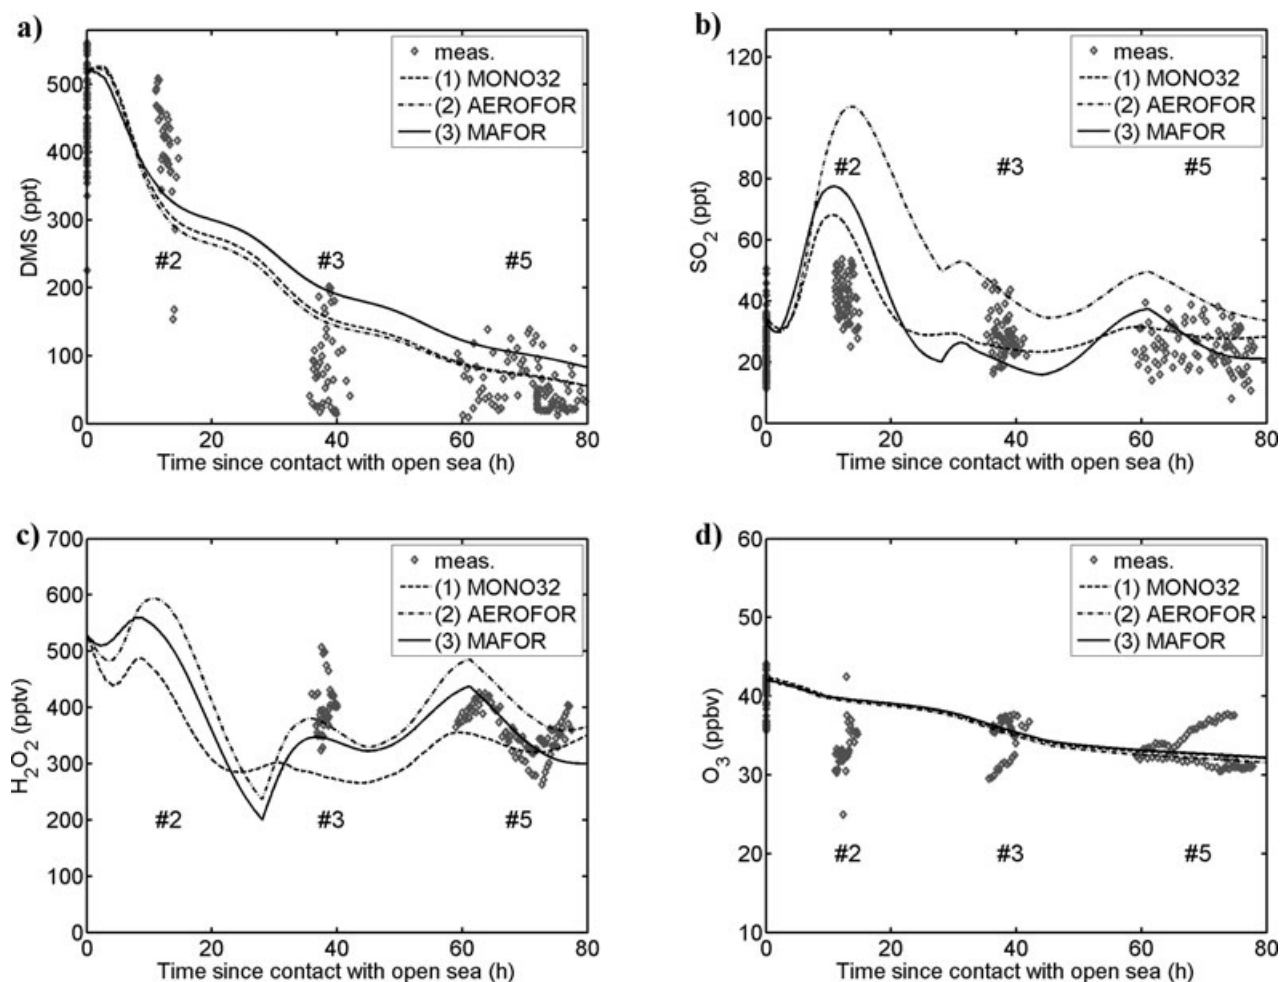 a)
500
400
300
200
100
0
DMS (ppt)
meas.
(1) MONO32
(2) AEROFOR
(3) MAFOR
#2
#3
#5
0 20 40 60 80
Time since contact with open sea (h)
b)
120
100
80
60
40
20
0
SO2 (ppt)
meas.
(1) MONO32
(2) AEROFOR
(3) MAFOR
#2
#3
#5
0 20 40 60 80
Time since contact with open sea (h)
c)
700
600
500
400
300
200
100
0
H2O2 (pptv)
meas.
(1) MONO32
(2) AEROFOR
(3) MAFOR
#2
#3
#5
0 20 40 60 80
Time since contact with open sea (h)
d)
60
50
40
30
20
10
O3 (ppbv)
meas.
(1) MONO32
(2) AEROFOR
(3) MAFOR
#2
#3
#5
0 20 40 60 80
Time since contact with open sea (h)